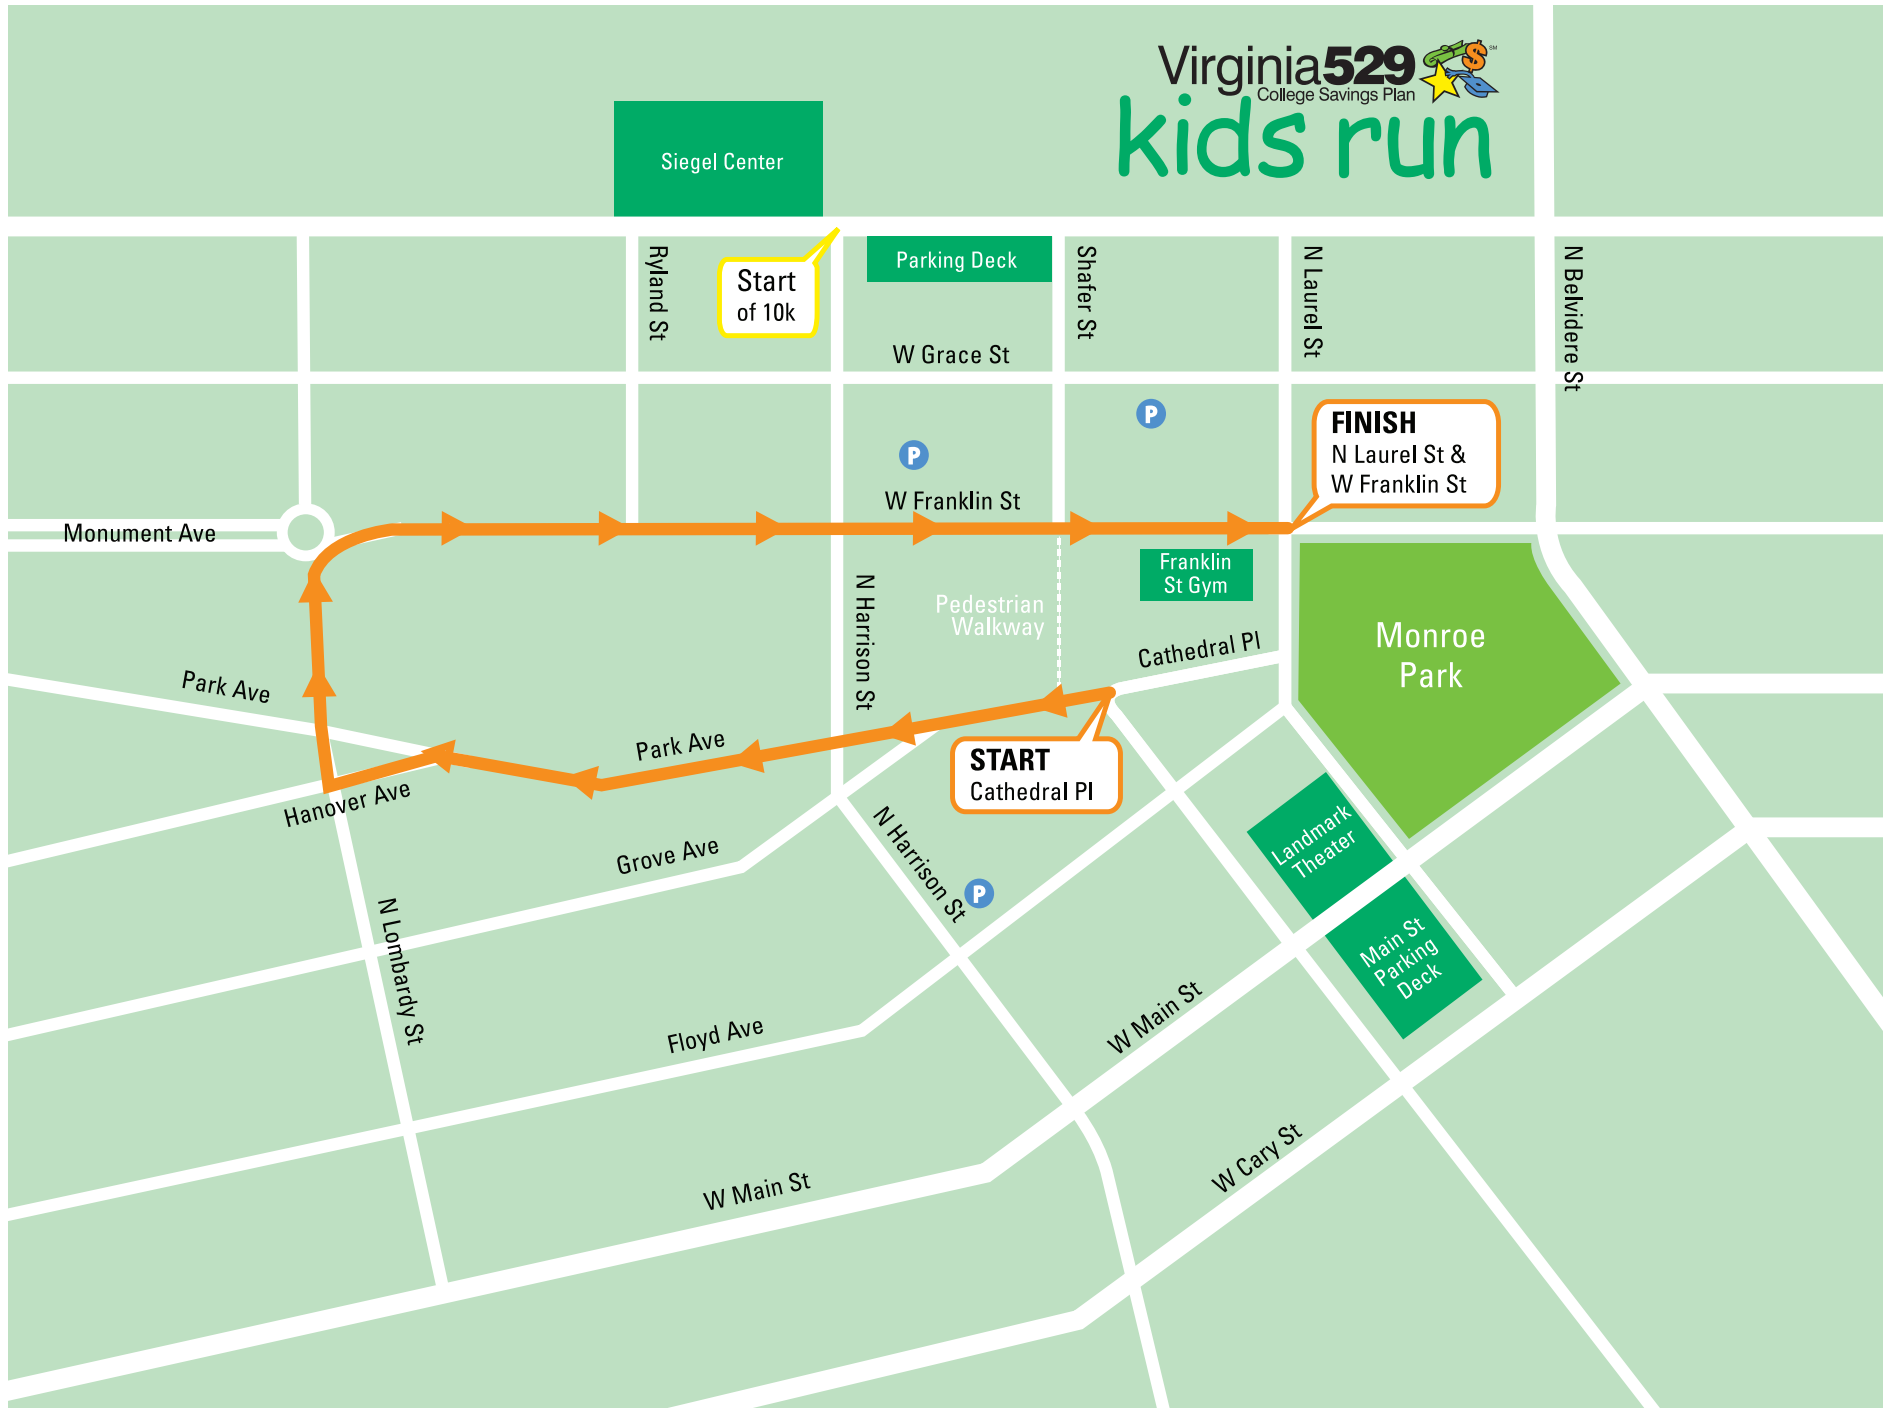 Virginia529
SM
College Savings Plan
kids run
Siegel Center
Start
of 10k
Parking Deck
Ryland St
Shafer St
N Laurel St
N Belvidere St
W Grace St
P
P
FINISH
N Laurel St &
W Franklin St
W Franklin St
Monument Ave
Franklin
St Gym
N Harrison St
Pedestrian
Walkway
Cathedral Pl
Monroe
Park
Park Ave
Park Ave
START
Cathedral Pl
Hanover Ave
Grove Ave
N Harrison St
P
Landmark
Theater
N Lombardy St
Main St
Parking
Deck
Floyd Ave
W Main St
W Main St
W Cary St